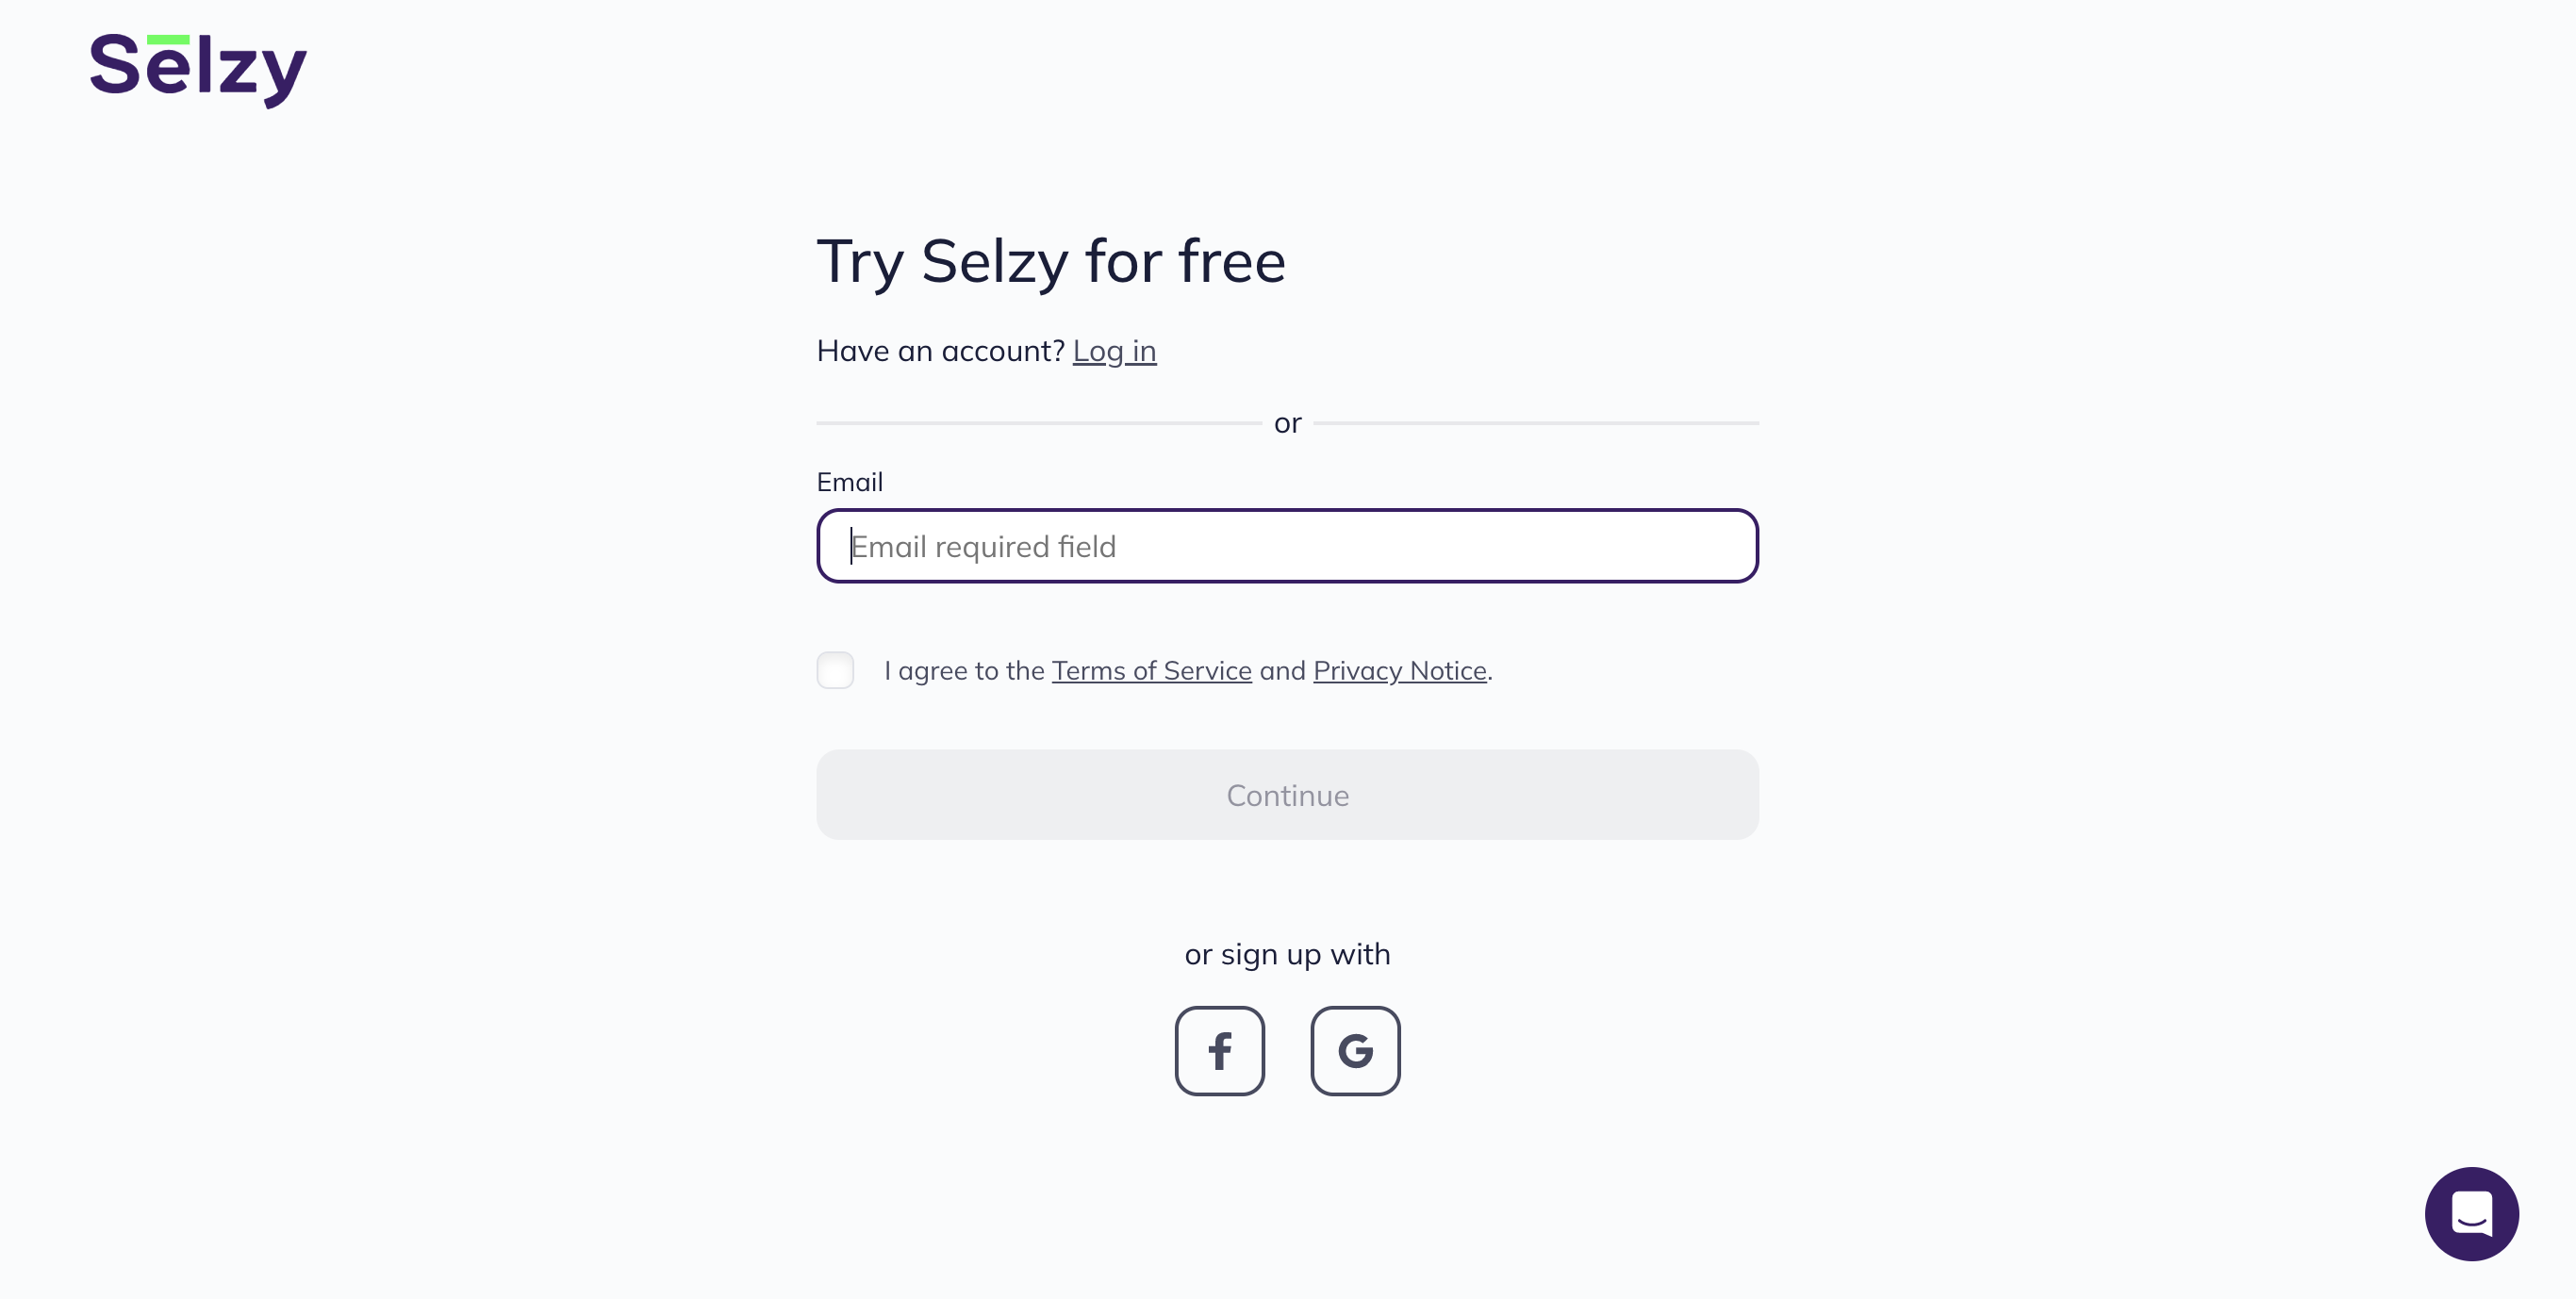 Selzy
Try Selzy for free
Have an account? Log in
or
Email
Email required field
I agree to the Terms of Service and Privacy Notice.
Continue
or sign up with
f G